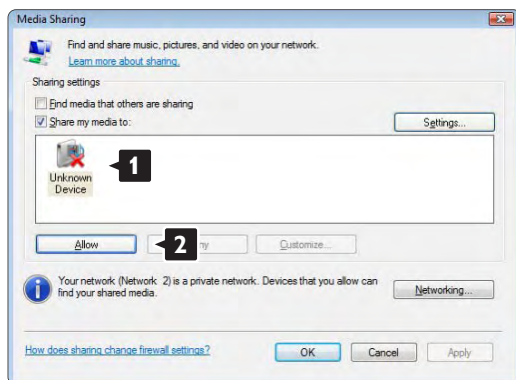 Media Sharing
Find and share music, pictures, and video on your network.
Learn more about sharing.
Sharing settings
Find media that others are sharing
Share my media to:
Settings...
1
Unknown
Device
Allow
2
Customize...
Your network (Network 2) is a private network. Devices that you allow can
find your shared media.
Networking...
How does sharing change firewall settings?
OK
Cancel
Apply